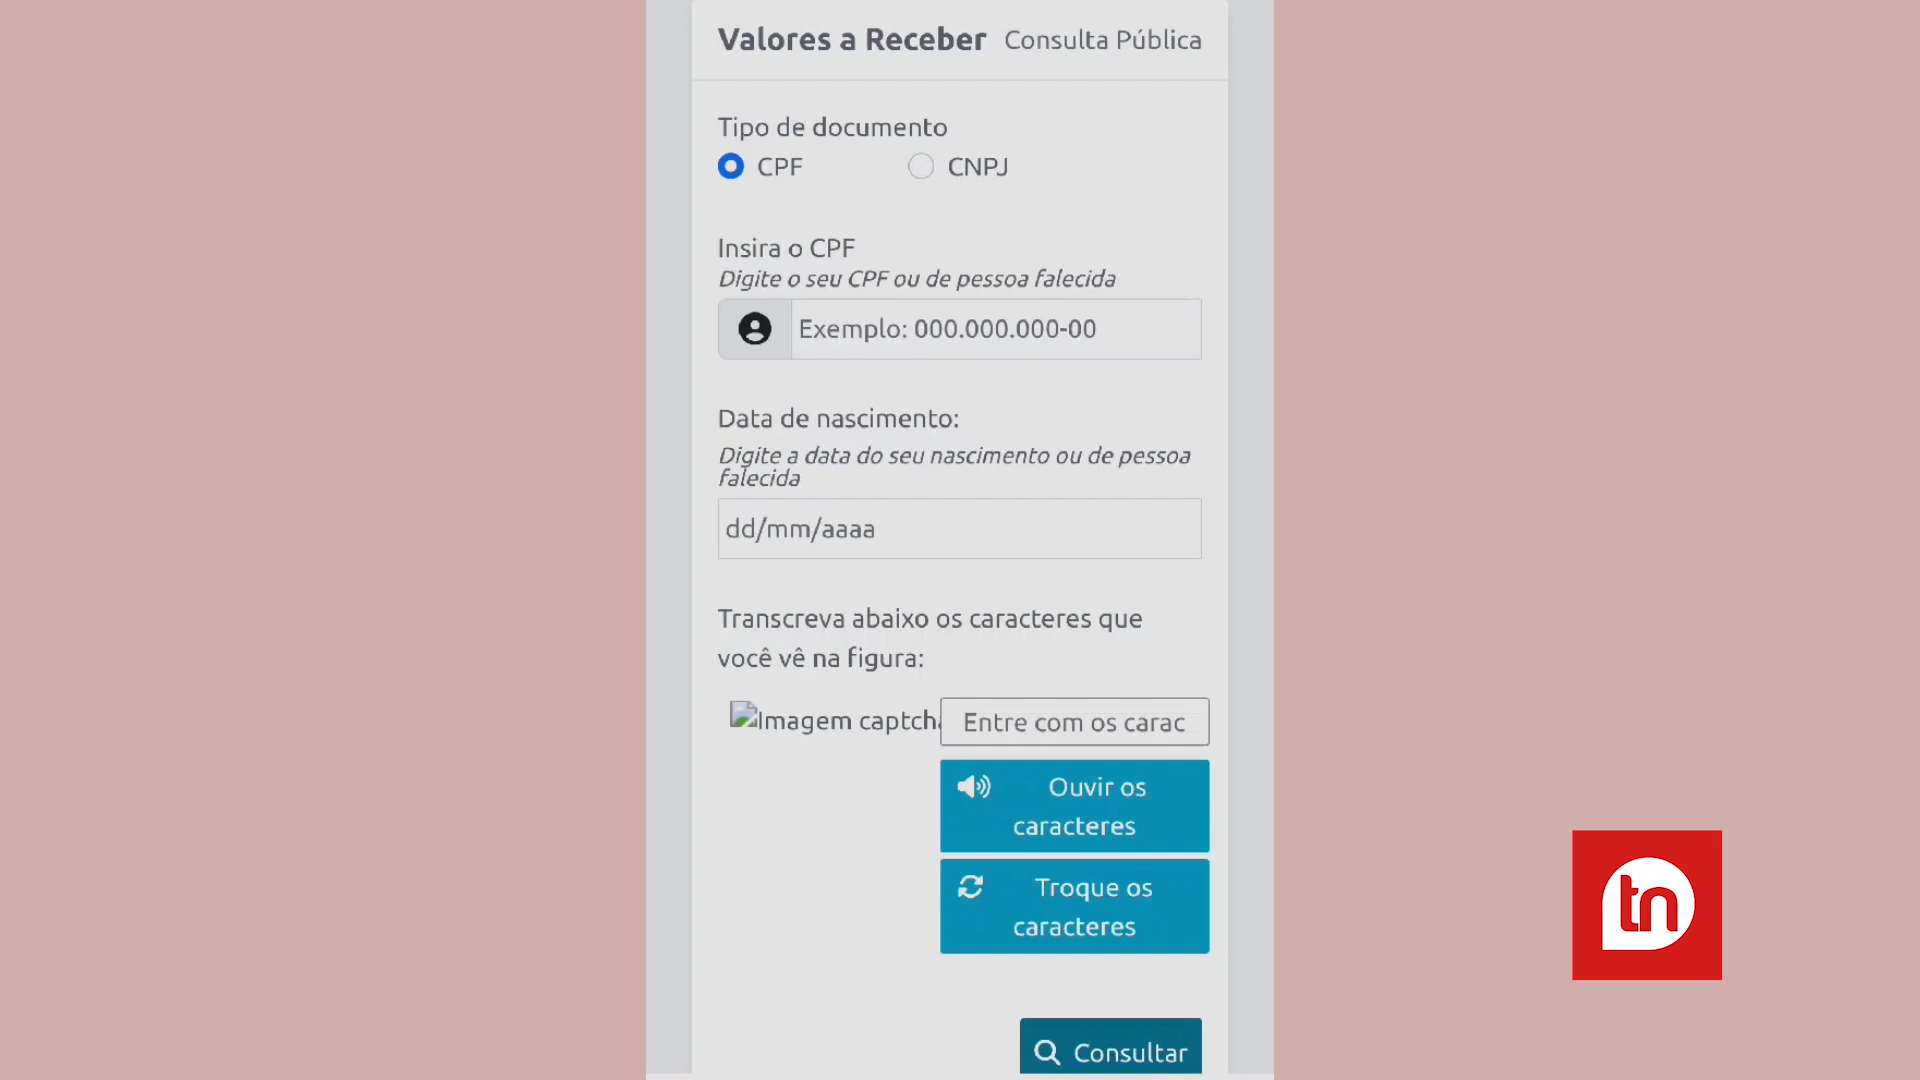 Valores a Receber Consulta Pública
Tipo de documento
CPF CNPJ
Insira o CPF
Digite o seu CPF ou de pessoa falecida
Exemplo: 000.000.000-00
Data de nascimento:
Digite a data do seu nascimento ou de pessoa
falecida
dd/mm/aaaa
Transcreva abaixo os caracteres que
você vê na figura:
Imagem captcha Entre com os carac
Ouvir os
caracteres
Troque os
caracteres
Consultar
tn